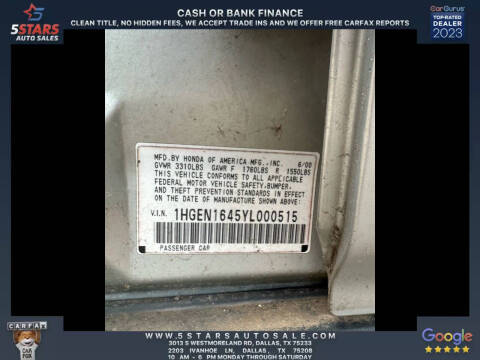 5STARS
AUTO SALES
CASH OR BANK FINANCE
CLEAN TITLE, NO HIDDEN FEES, WE ACCEPT TRADE INS AND WE OFFER FREE CARFAX REPORTS
CarGurus
TOP-RATED
DEALER
2023
MFD.BY HONDA OF AMERICA MFG.,INC. 6/00
GVWR 3310LBS GAWR F 1760LBS R 1550LBS
THIS VEHICLE CONFORMS TO ALL APPLICABLE
FEDERAL MOTOR VEHICLE SAFETY,BUMPER,
AND THEFT PREVENTION STANDARDS IN EFFECT
ON THE DATE OF MANUFACTURE SHOWN ABOVE.
V.I.N. 1HGEN1645YL000515
PASSENGER CAR
CARFAX
WWW.5STARSAUTOSALE.COM
3013 S WESTMORELAND RD, DALLAS, TX 75233
2203 IVANHOE LN, DALLAS, TX 75208
10 AM - 6 PM MONDAY THROUGH SATURDAY
Google